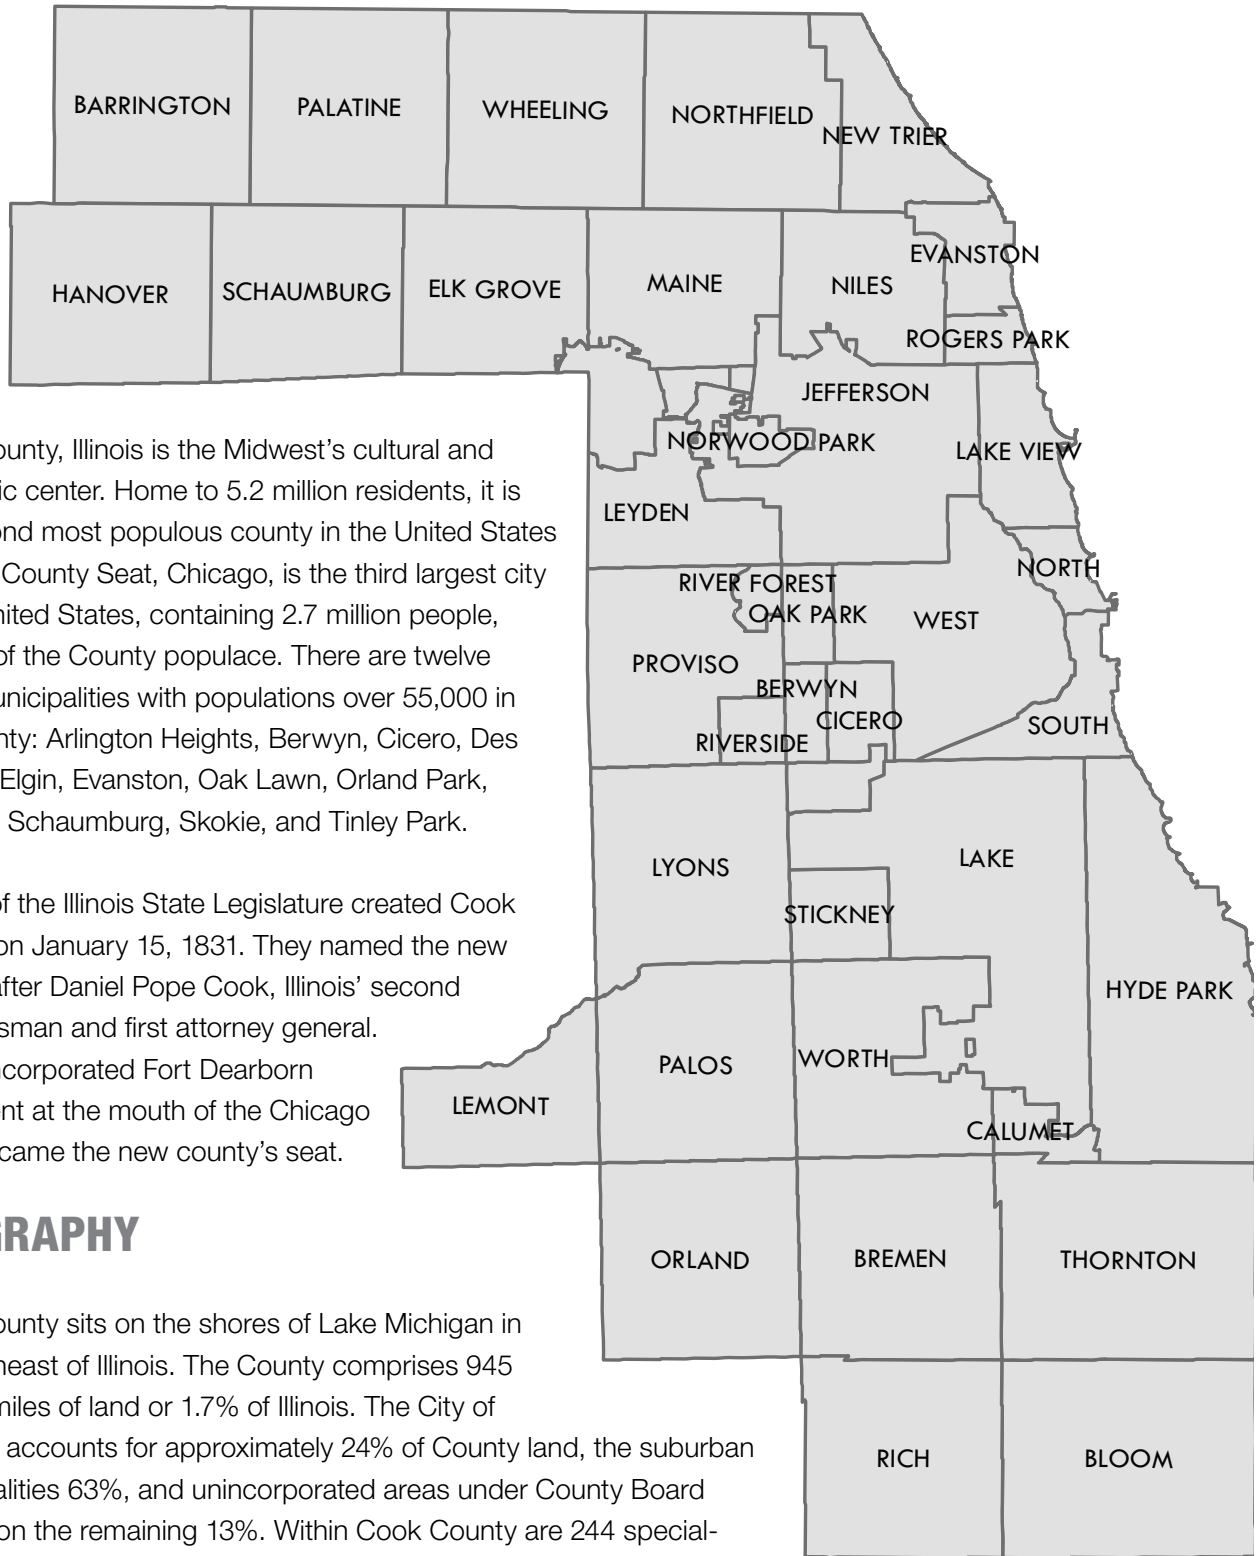 BARRINGTON
PALATINE
WHEELING
NORTHFIELD
NEW TRIER
HANOVER
SCHAUMBURG
ELK GROVE
MAINE
NILES
EVANSTON
ROGERS PARK
JEFFERSON
NORWOOD PARK
LAKE VIEW
LEYDEN
NORTH
RIVER FOREST
OAK PARK
WEST
PROVISO
BERWYN
CICERO
RIVERSIDE
SOUTH
LYONS
LAKE
STICKNEY
HYDE PARK
PALOS
WORTH
LEMONT
CALUMET
ORLAND
BREMEN
THORNTON
RICH
BLOOM
ounty, Illinois is the Midwest’s cultural and
ic center. Home to 5.2 million residents, it is
ond most populous county in the United States
County Seat, Chicago, is the third largest city
nited States, containing 2.7 million people,
of the County populace. There are twelve
unicipalities with populations over 55,000 in
nty: Arlington Heights, Berwyn, Cicero, Des
Elgin, Evanston, Oak Lawn, Orland Park,
Schaumburg, Skokie, and Tinley Park.
of the Illinois State Legislature created Cook
on January 15, 1831. They named the new
after Daniel Pope Cook, Illinois’ second
sman and first attorney general.
ncorporated Fort Dearborn
ent at the mouth of the Chicago
came the new county’s seat.
GRAPHY
ounty sits on the shores of Lake Michigan in
heast of Illinois. The County comprises 945
miles of land or 1.7% of Illinois. The City of
accounts for approximately 24% of County land, the suburban
alities 63%, and unincorporated areas under County Board
on the remaining 13%. Within Cook County are 244 special-